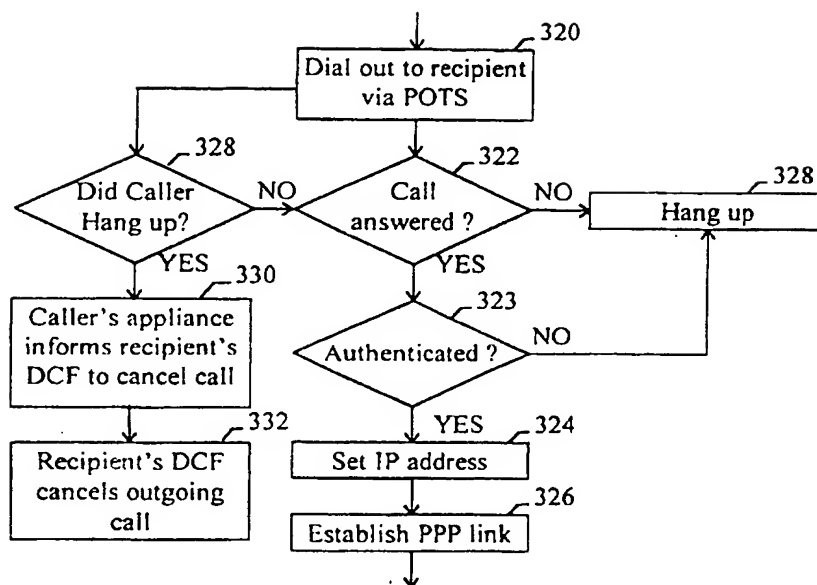 320
Dial out to recipient
via POTS
328
Did Caller
Hang up?
NO
322
Call
answered ?
NO
328
Hang up
YES
YES
330
Caller's appliance
informs recipient's
DCF to cancel call
323
Authenticated ?
NO
332
Recipient's DCF
cancels outgoing
call
YES
324
Set IP address
326
Establish PPP link